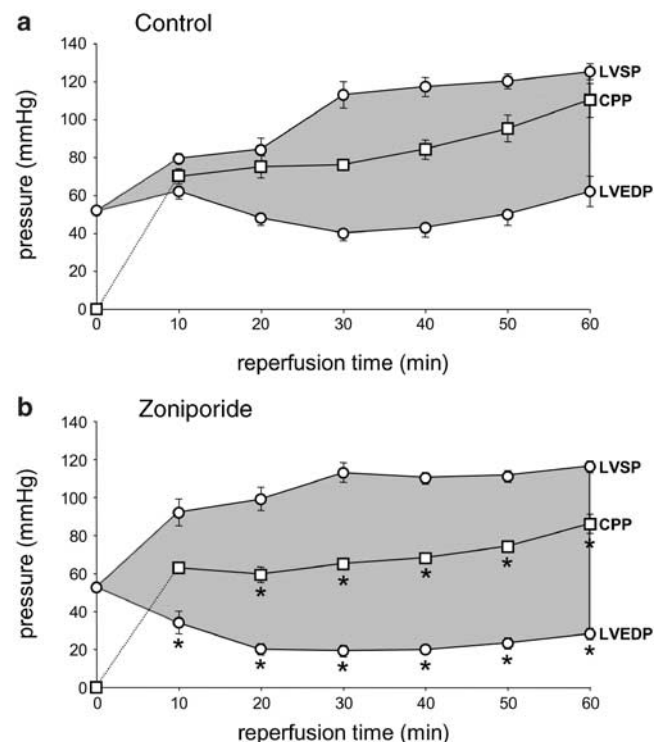 a Control
140
120
100
80
60
40
20
0
pressure (mmHg)
LVSP
CPP
LVEDP
0 10 20 30 40 50 60
reperfusion time (min)
b Zoniporide
140
120
100
80
60
40
20
0
pressure (mmHg)
LVSP
CPP
* * * * *
LVEDP
* * * * * *
0 10 20 30 40 50 60
reperfusion time (min)